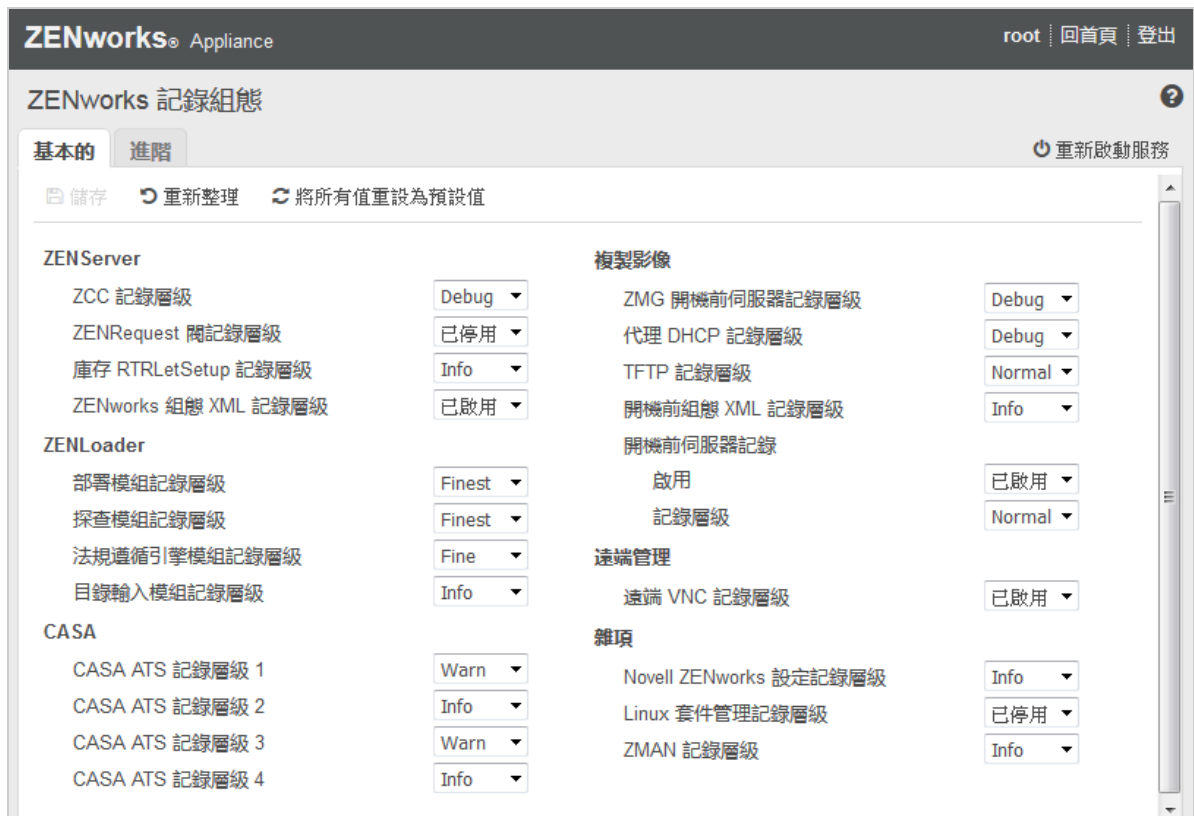 ZENworks® Appliance
root 回首頁 登出
ZENworks 記錄組態
基本的 進階
重新啟動服務
儲存 重新整理 將所有值重設為預設值
ZENServer
ZCC 記錄層級 Debug
ZENRequest 閥記錄層級 已停用
庫存 RTRLetSetup 記錄層級 Info
ZENworks 組態 XML 記錄層級 已啟用
ZENLoader
部署模組記錄層級 Finest
探查模組記錄層級 Finest
法規遵循引擎模組記錄層級 Fine
目錄輸入模組記錄層級 Info
CASA
CASA ATS 記錄層級 1 Warn
CASA ATS 記錄層級 2 Info
CASA ATS 記錄層級 3 Warn
CASA ATS 記錄層級 4 Info
複製影像
ZMG 開機前伺服器記錄層級 Debug
代理 DHCP 記錄層級 Debug
TFTP 記錄層級 Normal
開機前組態 XML 記錄層級 Info
開機前伺服器記錄
啟用 已啟用
記錄層級 Normal
遠端管理
遠端 VNC 記錄層級 已啟用
雜項
Novell ZENworks 設定記錄層級 Info
Linux 套件管理記錄層級 已停用
ZMAN 記錄層級 Info